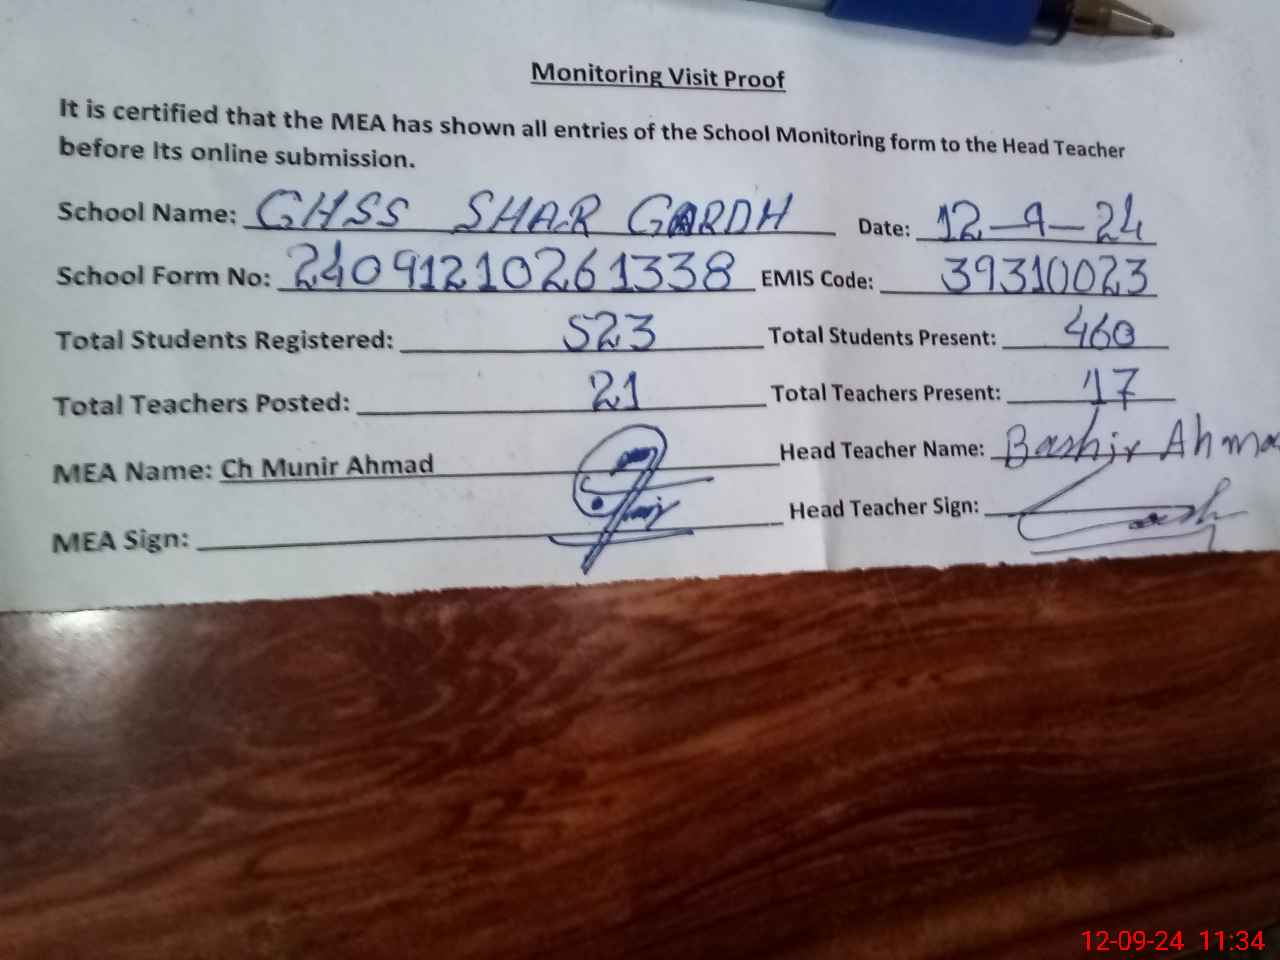 Monitoring Visit Proof
It is certified that the MEA has shown all entries of the School Monitoring form to the Head Teacher
before Its online submission.
School Name: GHSS SHAR GARDH Date: 12-9-24
School Form No: 24091210261338 EMIS Code: 39310023
Total Students Registered: 523 Total Students Present: 460
Total Teachers Posted: 21 Total Teachers Present: 17
MEA Name: Ch Munir Ahmad Head Teacher Name: Bashir Ahma
MEA Sign: Head Teacher Sign:
12-09-24 11:34